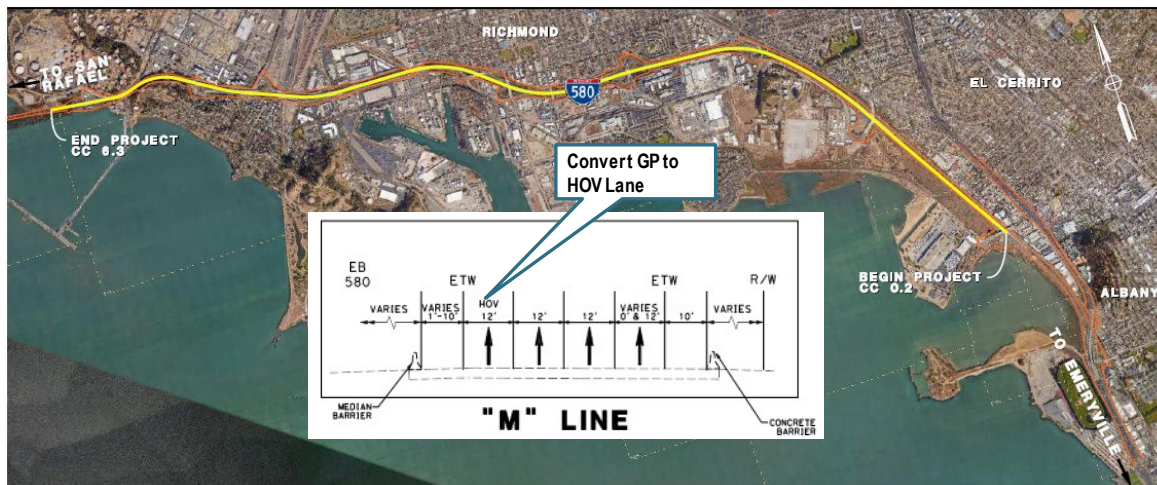 RICHMOND
TO SAN
RAFAEL
INTERSTATE
580
EL CERRITO
END PROJECT
CC 6.3
Convert GP to
HOV Lane
BEGIN PROJECT
CC 0.2
ALBANY
TO EMERYVILLE
EB
580
ETW
ETW
R/W
VARIES
VARIES
1'-10'
HOV
12'
12'
12'
VARIES
0' & 12'
10'
VARIES
MEDIAN
BARRIER
"M" LINE
CONCRETE
BARRIER